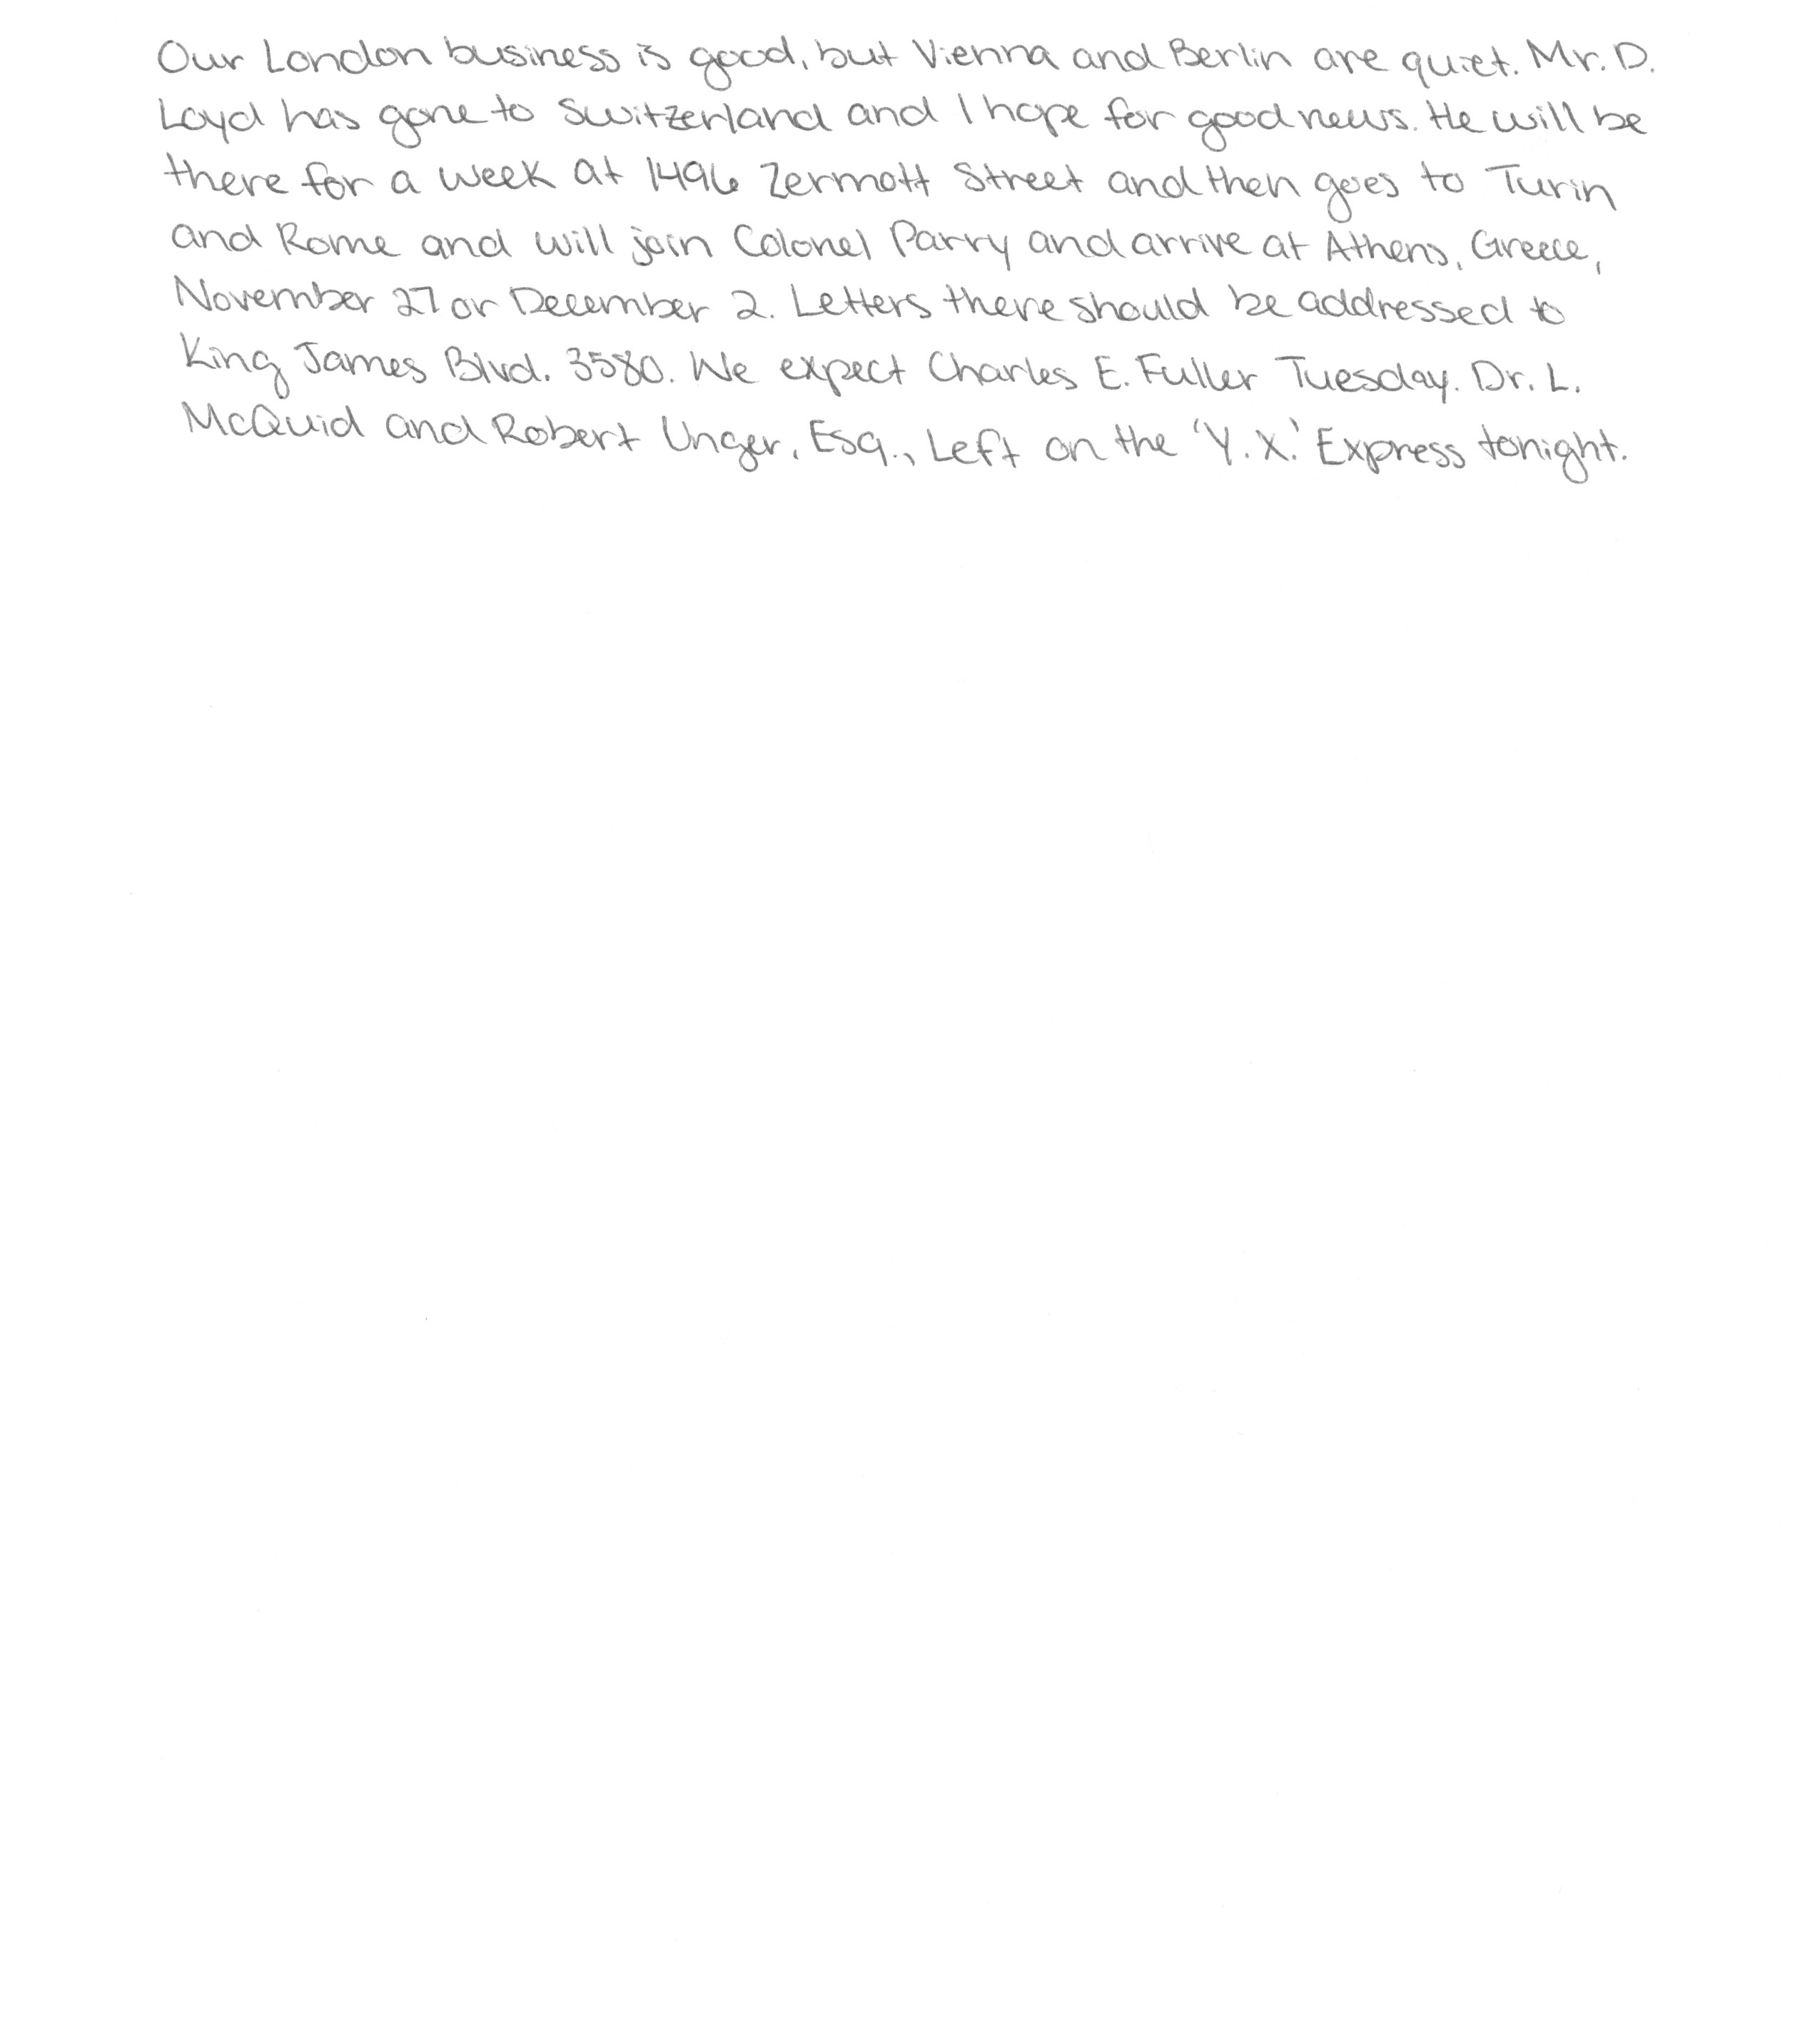 Our London business is good, but Vienna and Berlin are quiet. Mr. D.
Loyd has gone to Switzerland and I hope for good news. He will be
there for a week at 1496 Zermott Street and then goes to Turin
and Rome and will join Colonel Parry and arrive at Athens, Greece,
November 27 or December 2. Letters there should be addressed to
King James Blvd. 3580. We expect Charles E. Fuller Tuesday. Dr. L.
McQuid and Robert Unger, Esq., Left on the 'Y.X.' Express tonight.